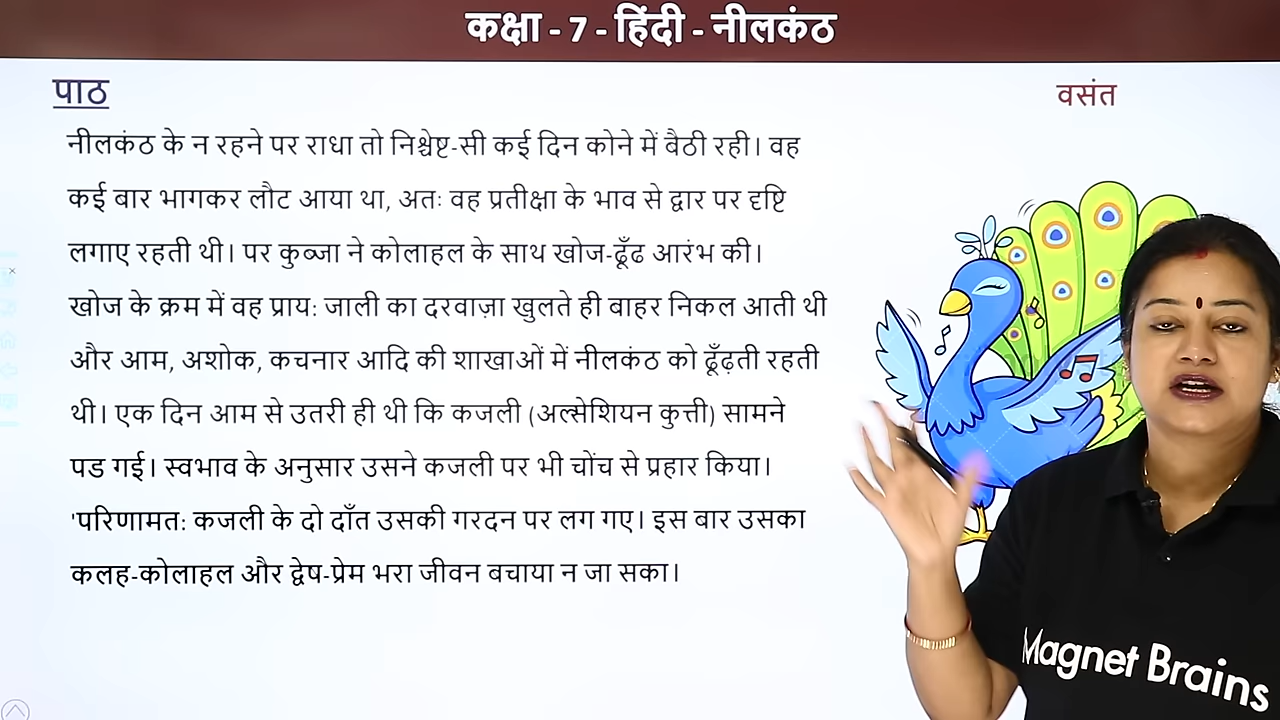 कक्षा - 7 - हिंदी - नीलकंठ
पाठ
वसंत
नीलकंठ के न रहने पर राधा तो निश्चेष्ट-सी कई दिन कोने में बैठी रही। वह
कई बार भागकर लौट आया था, अतः वह प्रतीक्षा के भाव से द्वार पर दृष्टि
लगाए रहती थी। पर कुब्जा ने कोलाहल के साथ खोज-ढूँढ आरंभ की।
खोज के क्रम में वह प्राय: जाली का दरवाज़ा खुलते ही बाहर निकल आती थी
और आम, अशोक, कचनार आदि की शाखाओं में नीलकंठ को ढूँढ़ती रहती
थी। एक दिन आम से उतरी ही थी कि कजली (अल्सेशियन कुत्ती) सामने
पड गई। स्वभाव के अनुसार उसने कजली पर भी चोंच से प्रहार किया।
'परिणामत: कजली के दो दाँत उसकी गरदन पर लग गए। इस बार उसका
कलह-कोलाहल और द्वेष-प्रेम भरा जीवन बचाया न जा सका।
Magnet Brains